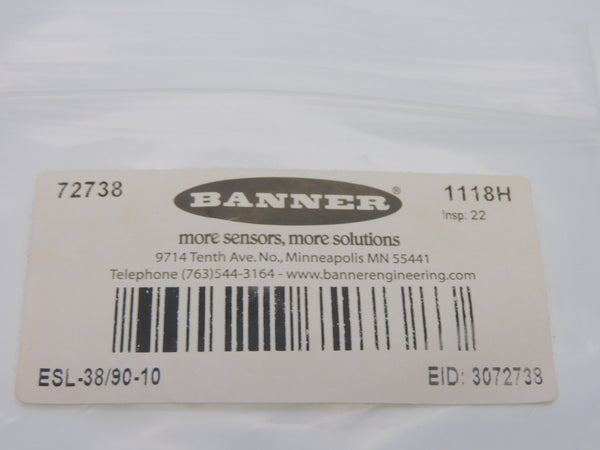 72738
BANNER®
1118H
Insp: 22
more sensors, more solutions
9714 Tenth Ave. No., Minneapolis MN 55441
Telephone (763)544-3164 - www.bannerengineering.com
ESL-38/90-10
EID: 3072738